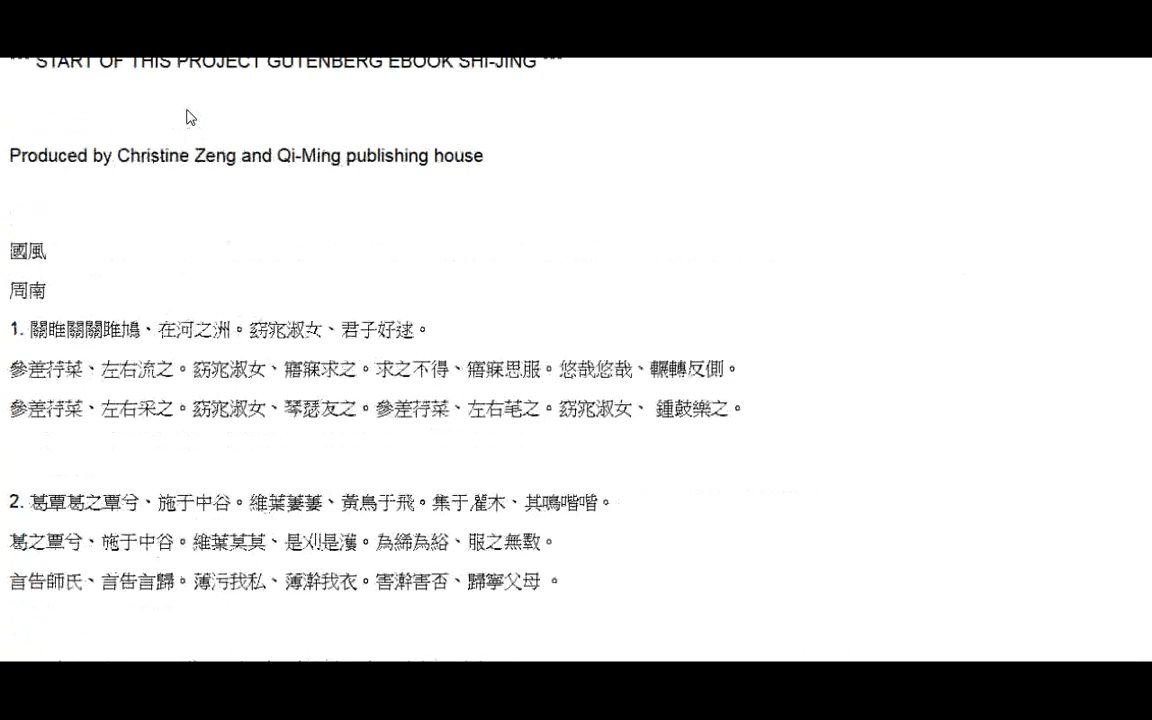 *** START OF THIS PROJECT GUTENBERG EBOOK SHI-JING ***
Produced by Christine Zeng and Qi-Ming publishing house
國風
周南
1. 關睢關關雎鳩、在河之洲。窈窕淑女、君子好逑。
參差荇菜、左右流之。窈窕淑女、寤寐求之。求之不得、寤寐思服。悠哉悠哉、輾轉反側。
參差荇菜、左右采之。窈窕淑女、琴瑟友之。參差荇菜、左右芼之。窈窕淑女、 鍾鼓樂之。
2. 葛覃葛之覃兮、施于中谷。維葉萋萋、黃鳥于飛。集于灌木、其鳴喈喈。
葛之覃兮、施于中谷。維葉莫莫、是刈是濩。為絺為綌、服之無斁。
言告師氏、言告言歸。薄污我私、薄澣我衣。害澣害否、歸寧父母 。